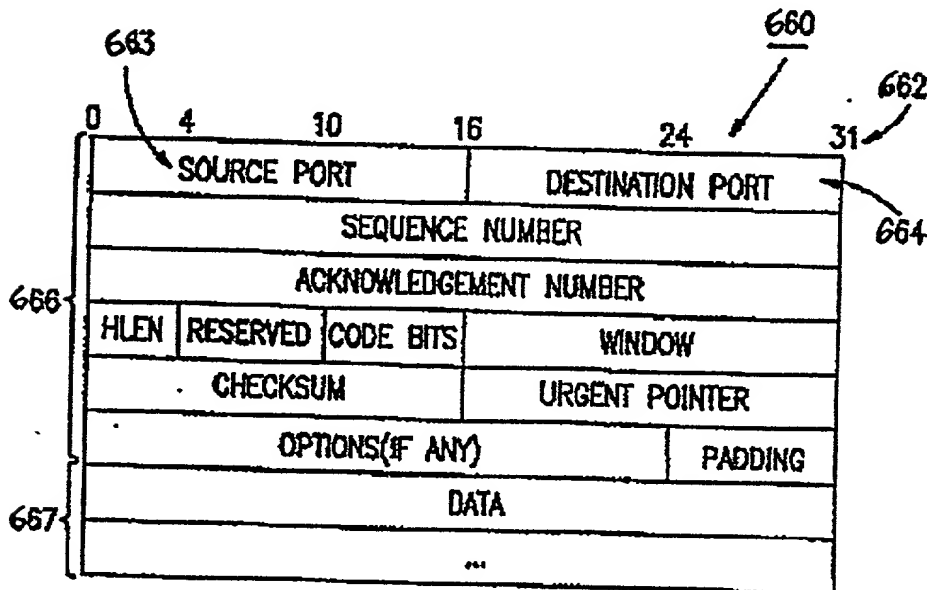 660
663
662
0 4 10 16 24 31
SOURCE PORT DESTINATION PORT
664
SEQUENCE NUMBER
ACKNOWLEDGEMENT NUMBER
666
HLEN RESERVED CODE BITS WINDOW
CHECKSUM URGENT POINTER
OPTIONS(IF ANY) PADDING
667
DATA
...